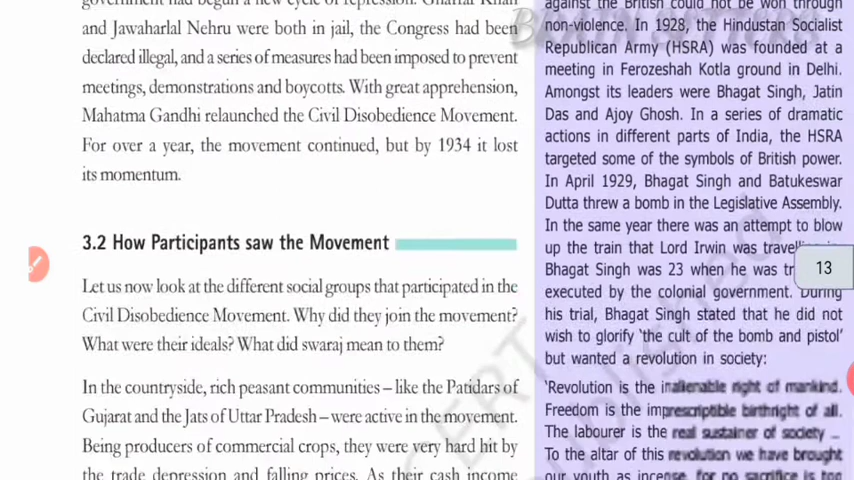 and Jawaharlal Nehru were both in jail, the Congress had been
declared illegal, and a series of measures had been imposed to prevent
meetings, demonstrations and boycotts. With great apprehension,
Mahatma Gandhi relaunched the Civil Disobedience Movement.
For over a year, the movement continued, but by 1934 it lost
its momentum.
3.2 How Participants saw the Movement
Let us now look at the different social groups that participated in the
Civil Disobedience Movement. Why did they join the movement?
What were their ideals? What did swaraj mean to them?
In the countryside, rich peasant communities – like the Patidars of
Gujarat and the Jats of Uttar Pradesh – were active in the movement.
Being producers of commercial crops, they were very hard hit by
the trade depression and falling prices. As their cash income
against the British could not be won through
non-violence. In 1928, the Hindustan Socialist
Republican Army (HSRA) was founded at a
meeting in Ferozeshah Kotla ground in Delhi.
Amongst its leaders were Bhagat Singh, Jatin
Das and Ajoy Ghosh. In a series of dramatic
actions in different parts of India, the HSRA
targeted some of the symbols of British power.
In April 1929, Bhagat Singh and Batukeswar
Dutta threw a bomb in the Legislative Assembly.
In the same year there was an attempt to blow
up the train that Lord Irwin was
Bhagat Singh was 23 when he was
executed by the colonial government. During
his trial, Bhagat Singh stated that he did not
wish to glorify 'the cult of the bomb and pistol'
but wanted a revolution in society:
'Revolution is the inalienable right of mankind.
Freedom is the imprescriptible birthright of all.
The labourer is the real sustainer of society ...
To the altar of this revolution we have brought
our youth as incense, for no sacrifice is too
13